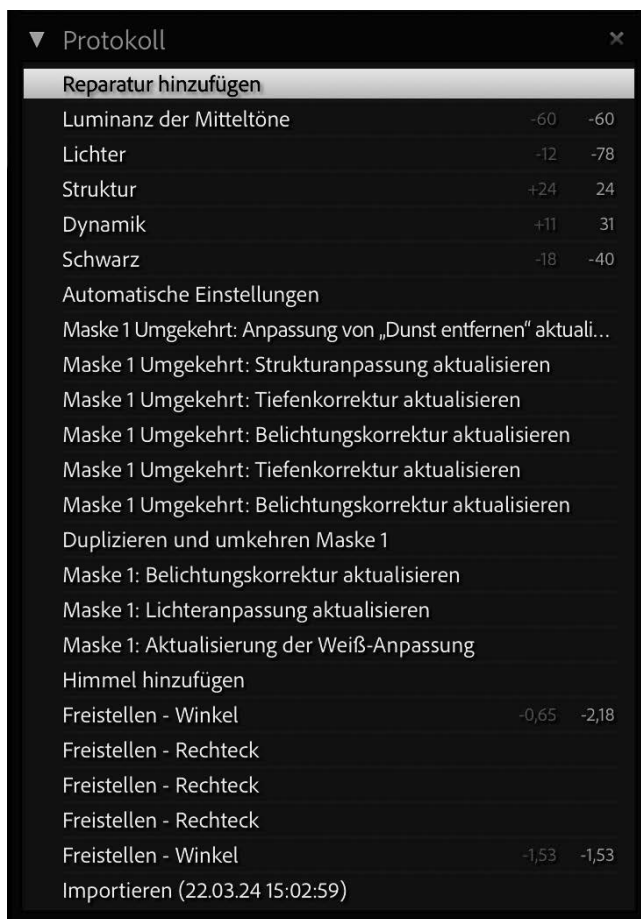 Protokoll
Reparatur hinzufügen
Luminanz der Mitteltöne -60 -60
Lichter -12 -78
Struktur +24 24
Dynamik +11 31
Schwarz -18 -40
Automatische Einstellungen
Maske 1 Umgekehrt: Anpassung von „Dunst entfernen“ aktuali...
Maske 1 Umgekehrt: Strukturanpassung aktualisieren
Maske 1 Umgekehrt: Tiefenkorrektur aktualisieren
Maske 1 Umgekehrt: Belichtungskorrektur aktualisieren
Maske 1 Umgekehrt: Tiefenkorrektur aktualisieren
Maske 1 Umgekehrt: Belichtungskorrektur aktualisieren
Duplizieren und umkehren Maske 1
Maske 1: Belichtungskorrektur aktualisieren
Maske 1: Lichteranpassung aktualisieren
Maske 1: Aktualisierung der Weiß-Anpassung
Himmel hinzufügen
Freistellen - Winkel -0,65 -2,18
Freistellen - Rechteck
Freistellen - Rechteck
Freistellen - Rechteck
Freistellen - Winkel -1,53 -1,53
Importieren (22.03.24 15:02:59)